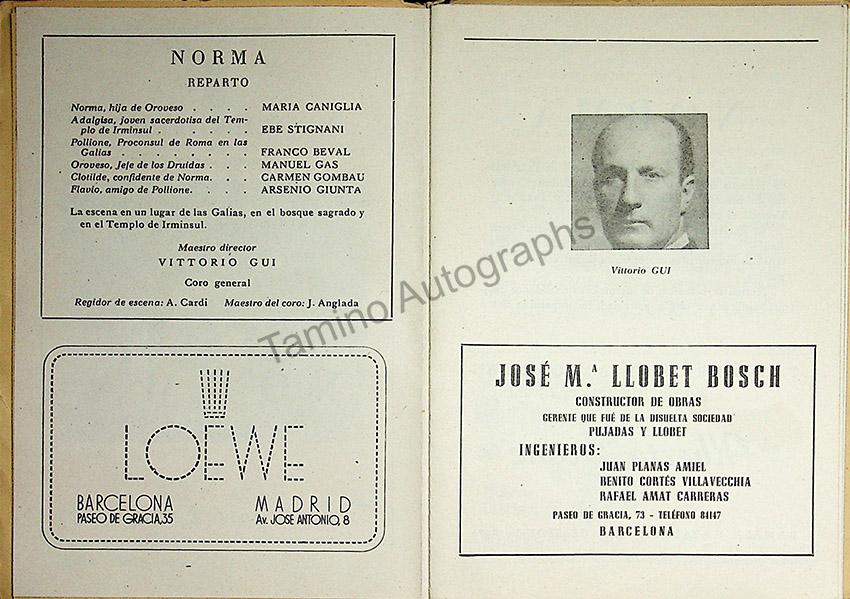 NORMA
REPARTO
Norma, hija de Oroveso . . . . MARIA CANIGLIA
Adalgisa, joven sacerdotisa del Tem-
plo de Irminsul . . . . . . EBE STIGNANI
Pollione, Proconsul de Roma en las
Galias . . . . . . . . FRANCO BEVAL
Oroveso, Jefe de los Druidas . . . MANUEL GAS
Clotilde, confidente de Norma. . . CARMEN GOMBAU
Flavio, amigo de Pollione. . . . ARSENIO GIUNTA
La escena en un lugar de las Galias, en el bosque sagrado y
en el Templo de Irminsul.
Maestro director
VITTORIO GUI
Coro general
Regidor de escena: A. Cardi Maestro del coro: J. Anglada
LOEWE
BARCELONA MADRID
PASEO DE GRACIA, 35 Av. JOSE ANTONIO, 8
Vittorio GUI
JOSÉ M.ª LLOBET BOSCH
CONSTRUCTOR DE OBRAS
GERENTE QUE FUÉ DE LA DISUELTA SOCIEDAD
PUJADAS Y LLOBET
INGENIEROS:
JUAN PLANAS AMIEL
BENITO CORTÉS VILLAVECCHIA
RAFAEL AMAT CARRERAS
PASEO DE GRACIA, 73 - TELÉFONO 84147
BARCELONA
Tamino Autographs